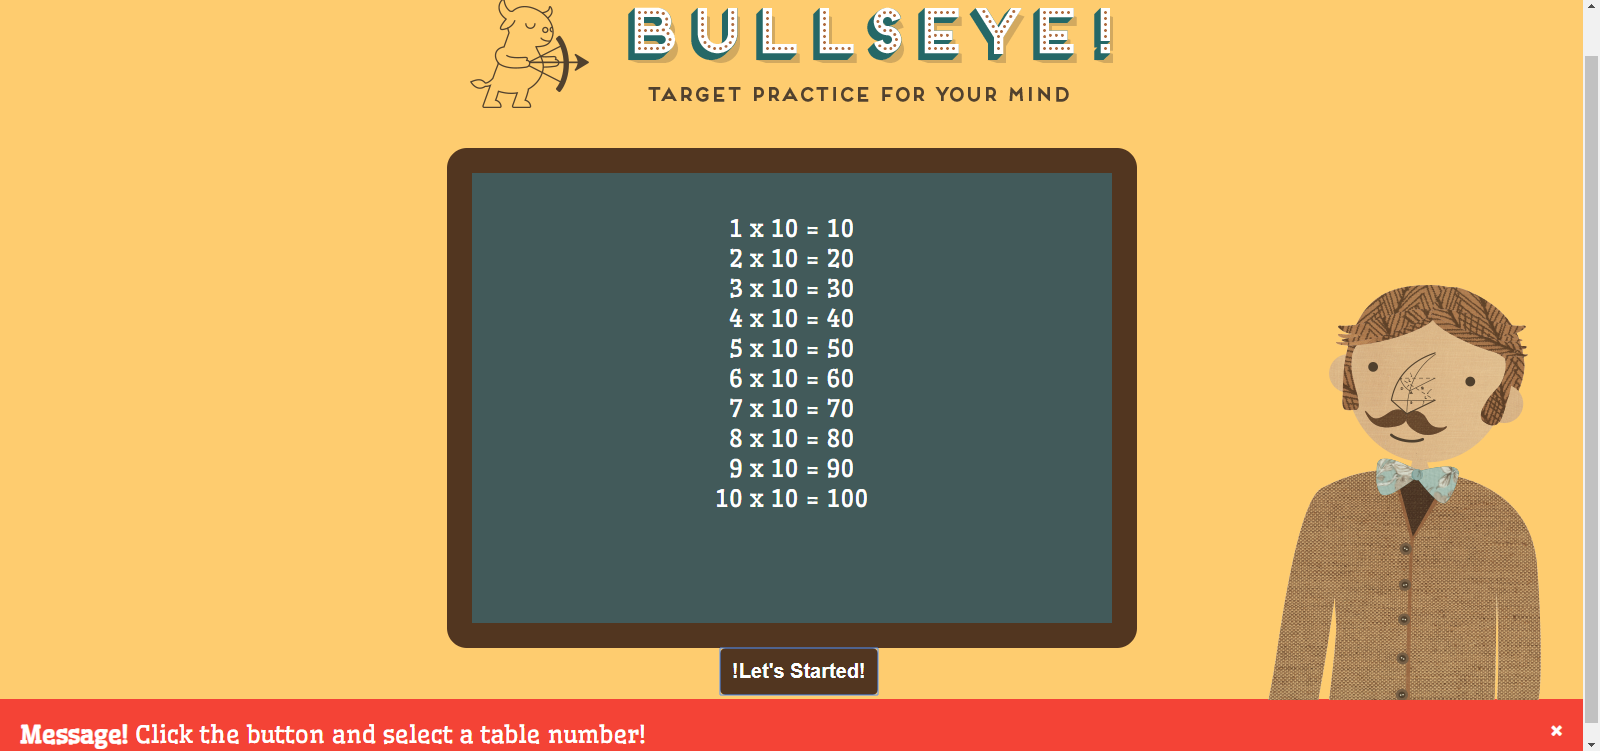 BULLSEYE!
TARGET PRACTICE FOR YOUR MIND
1 x 10 = 10
2 x 10 = 20
3 x 10 = 30
4 x 10 = 40
5 x 10 = 50
6 x 10 = 60
7 x 10 = 70
8 x 10 = 80
9 x 10 = 90
10 x 10 = 100
!Let's Started!
Message! Click the button and select a table number!